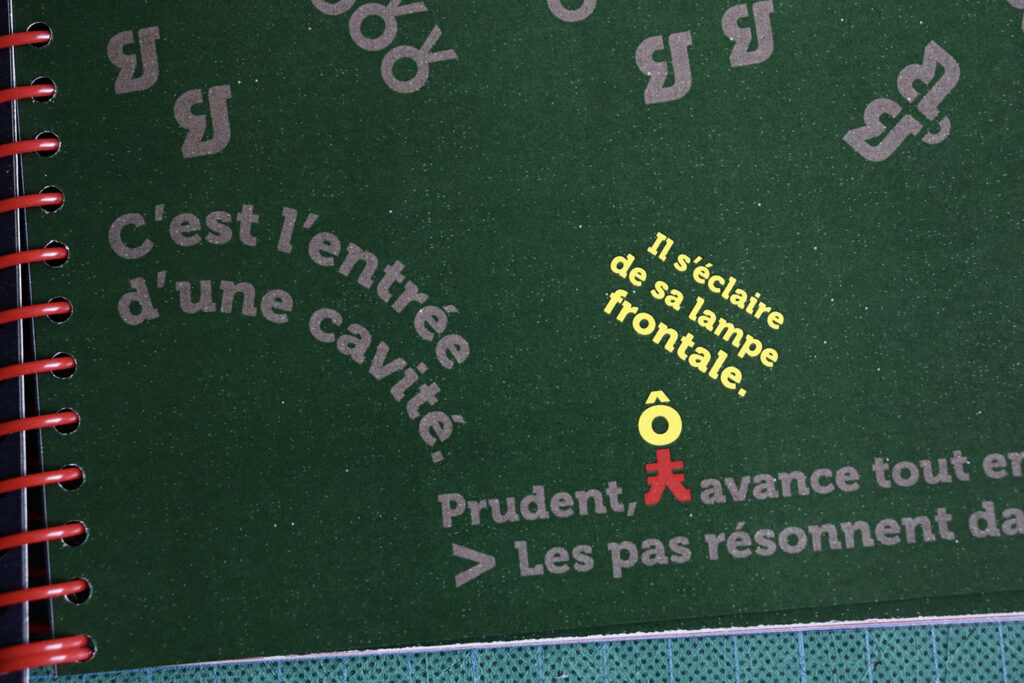 C'est l'entrée
d'une cavité.
Il s'éclaire
de sa lampe
frontale.
Ô
Prudent, avance tout
> Les pas résonnent